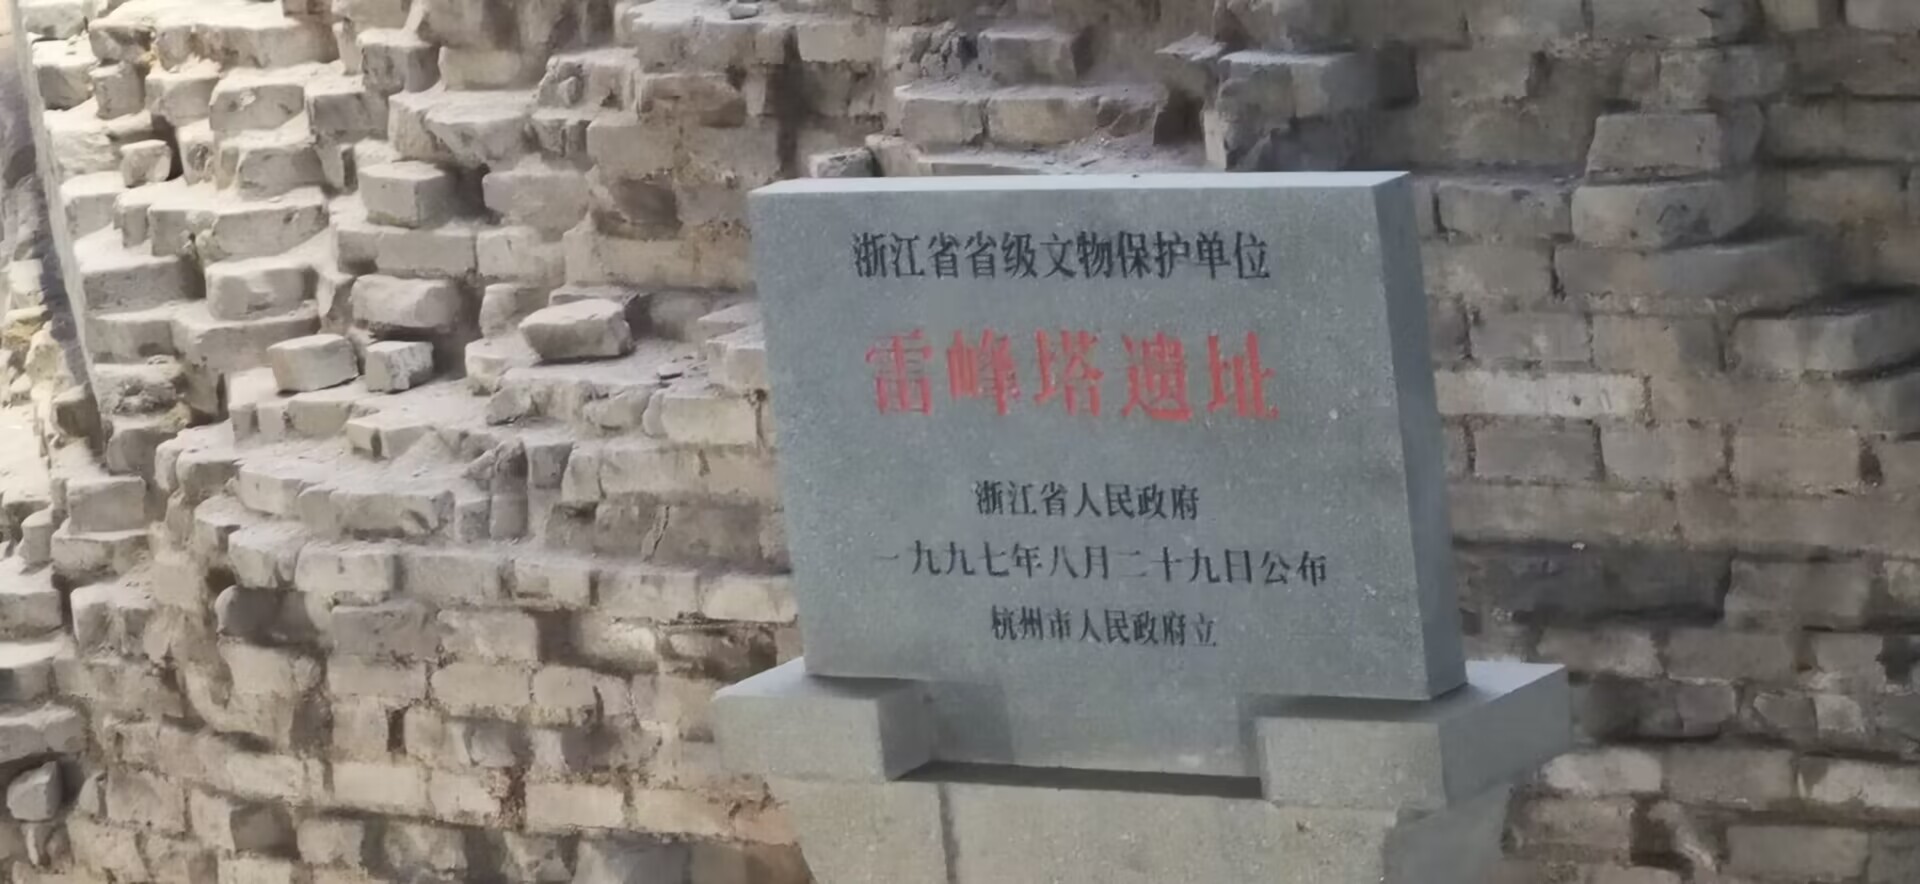 浙江省省级文物保护单位
雷峰塔遗址
浙江省人民政府
一九九七年八月二十九日公布
杭州市人民政府立